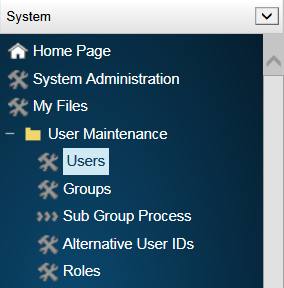 System
Home Page
System Administration
My Files
User Maintenance
Users
Groups
Sub Group Process
Alternative User IDs
Roles